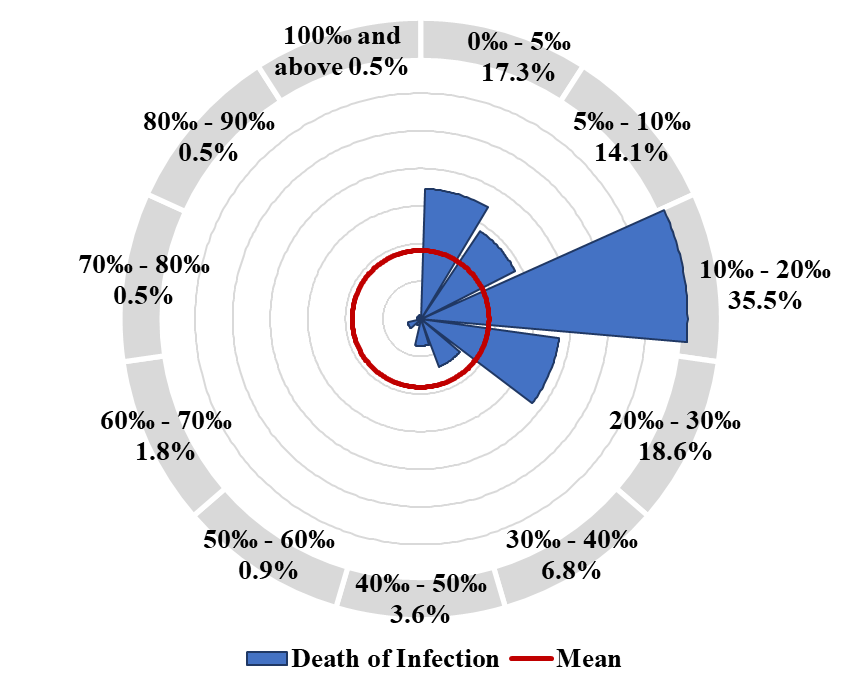 100‰ and
above 0.5%
0‰ - 5‰
17.3%
5‰ - 10‰
14.1%
10‰ - 20‰
35.5%
20‰ - 30‰
18.6%
30‰ - 40‰
6.8%
40‰ - 50‰
3.6%
50‰ - 60‰
0.9%
60‰ - 70‰
1.8%
70‰ - 80‰
0.5%
80‰ - 90‰
0.5%
Death of Infection
Mean